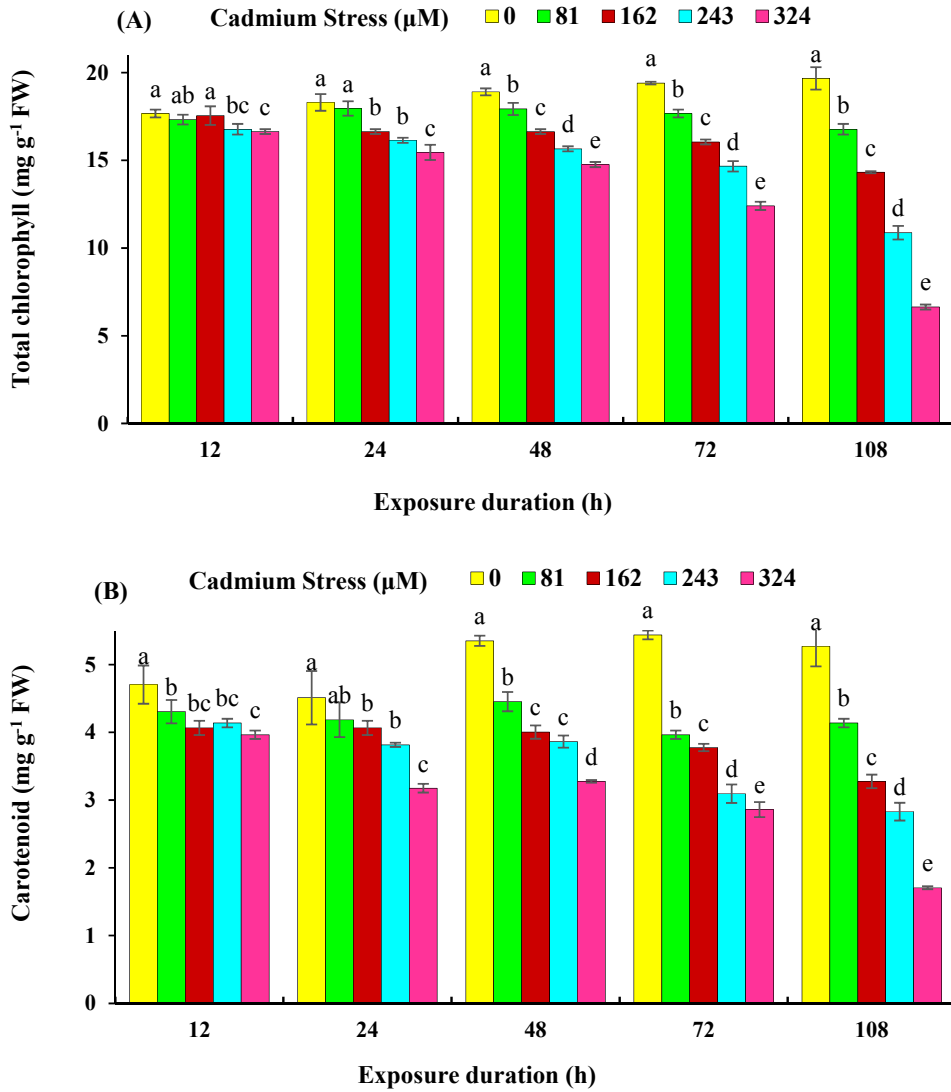 (A) Cadmium Stress (µM) 0 81 162 243 324
Total chlorophyll (mg g-1 FW)
20
15
10
5
0
a ab a bc c
a a b b c
a b c d e
a b c d e
a b c d e
12 24 48 72 108
Exposure duration (h)
(B) Cadmium Stress (µM) 0 81 162 243 324
Carotenoid (mg g-1 FW)
5
4
3
2
1
0
a b bc bc c
a ab b b c
a b c c d
a b c d e
a b c d e
12 24 48 72 108
Exposure duration (h)